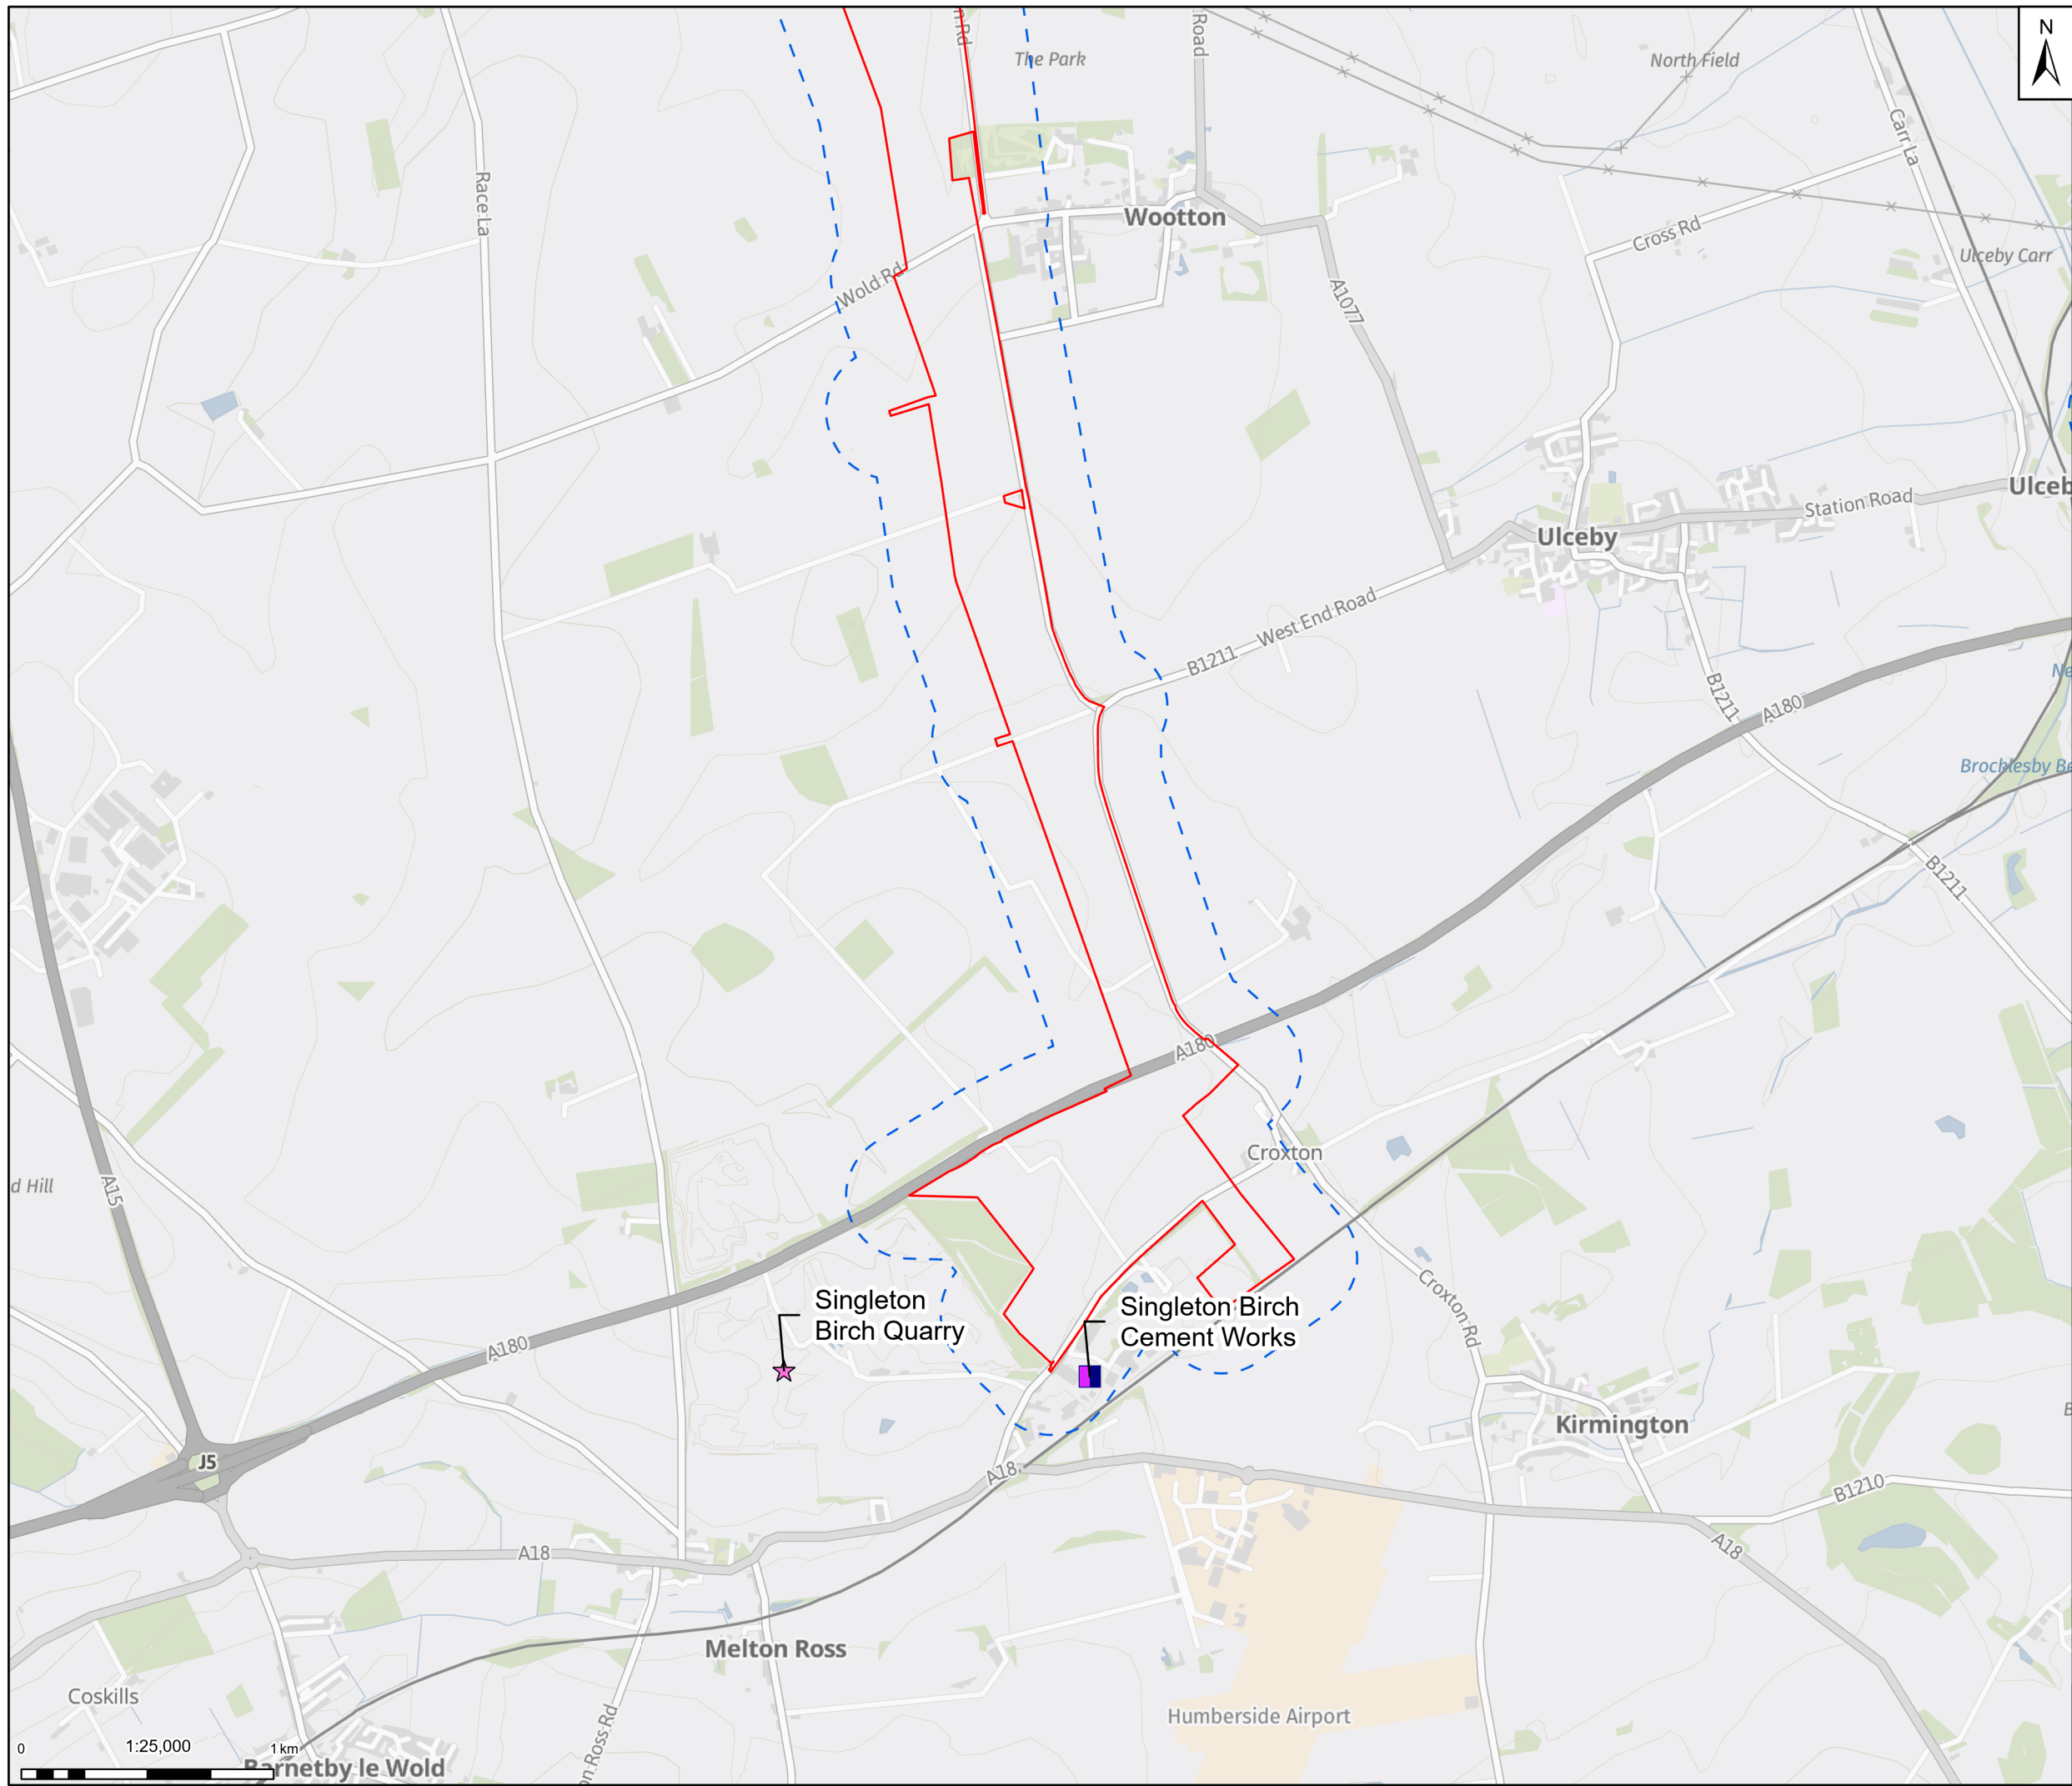 N
The Park
Road
North Field
Carr La
Race La
Wootton
Cross Rd
Ulceby Carr
Wold Rd
A1077
Station Road
Ulceby
West End Road
B1211
B1211
A180
B1211
A180
Croxton
A15
Singleton
Birch Quarry
Singleton Birch
Cement Works
Croxton Rd
A180
Kirmington
J5
A18
B1210
A18
A18
Melton Ross
Coskills
Humberside Airport
0
1:25,000
1 km
Barnetby le Wold